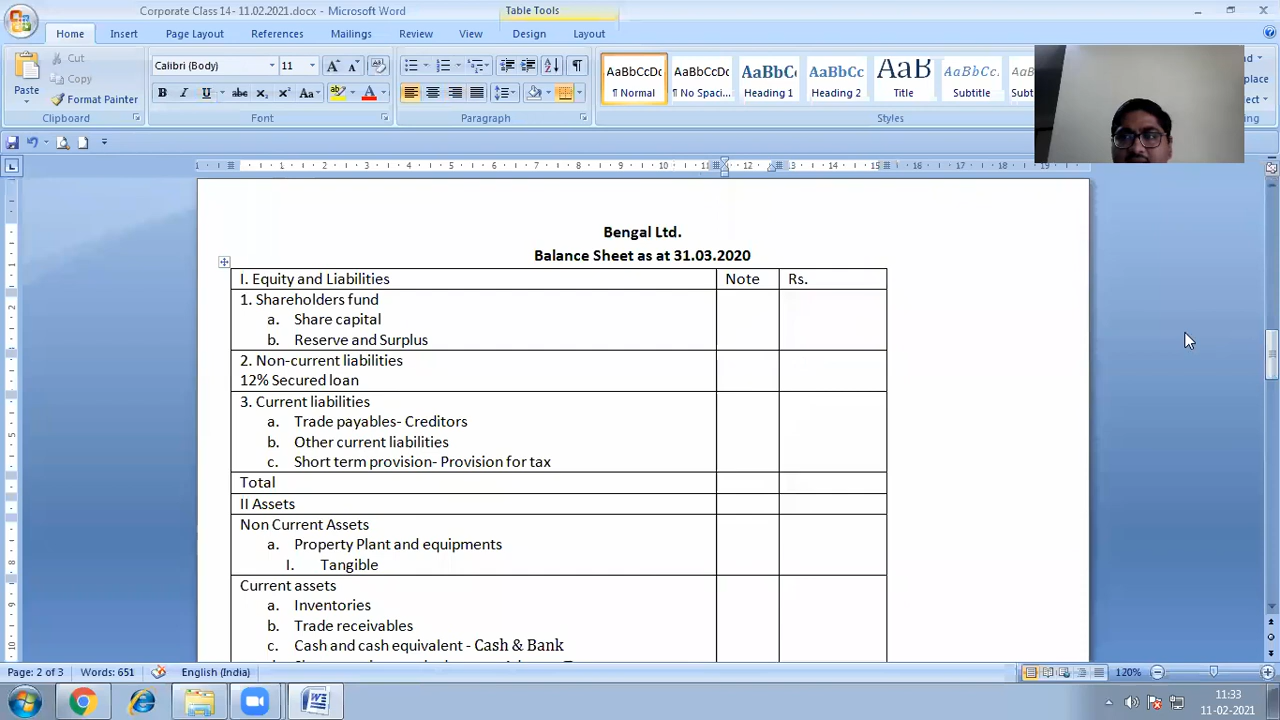 Corporate Class 14- 11.02.2021.docx - Microsoft Word
Table Tools
Home Insert Page Layout References Mailings Review View Design Layout
Paste
Cut
Copy
Format Painter
Calibri (Body) 11
AaBbCcDc AaBbCcDc AaBbC AaBbCc AaB AaBbCc
¶ Normal ¶ No Spaci... Heading 1 Heading 2 Title Subtitle
Clipboard Font Paragraph Styles
Bengal Ltd.
Balance Sheet as at 31.03.2020
I. Equity and Liabilities Note Rs.
1. Shareholders fund
a. Share capital
b. Reserve and Surplus
2. Non-current liabilities
12% Secured loan
3. Current liabilities
a. Trade payables- Creditors
b. Other current liabilities
c. Short term provision- Provision for tax
Total
II Assets
Non Current Assets
a. Property Plant and equipments
I. Tangible
Current assets
a. Inventories
b. Trade receivables
c. Cash and cash equivalent - Cash & Bank
Page: 2 of 3 Words: 651 English (India) 120%
11:33
11-02-2021